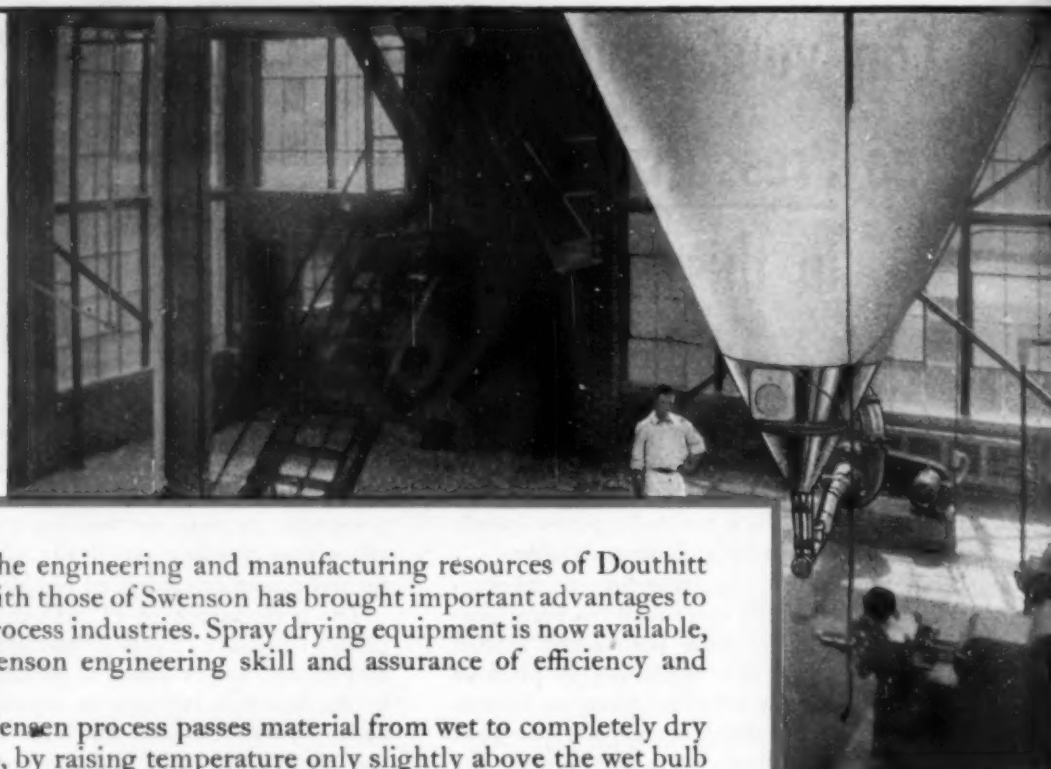 he engineering and manufacturing resources of Douthitt
ith those of Swenson has brought important advantages to
rocess industries. Spray drying equipment is now available,
enson engineering skill and assurance of efficiency and
ensen process passes material from wet to completely dry
, by raising temperature only slightly above the wet bulb